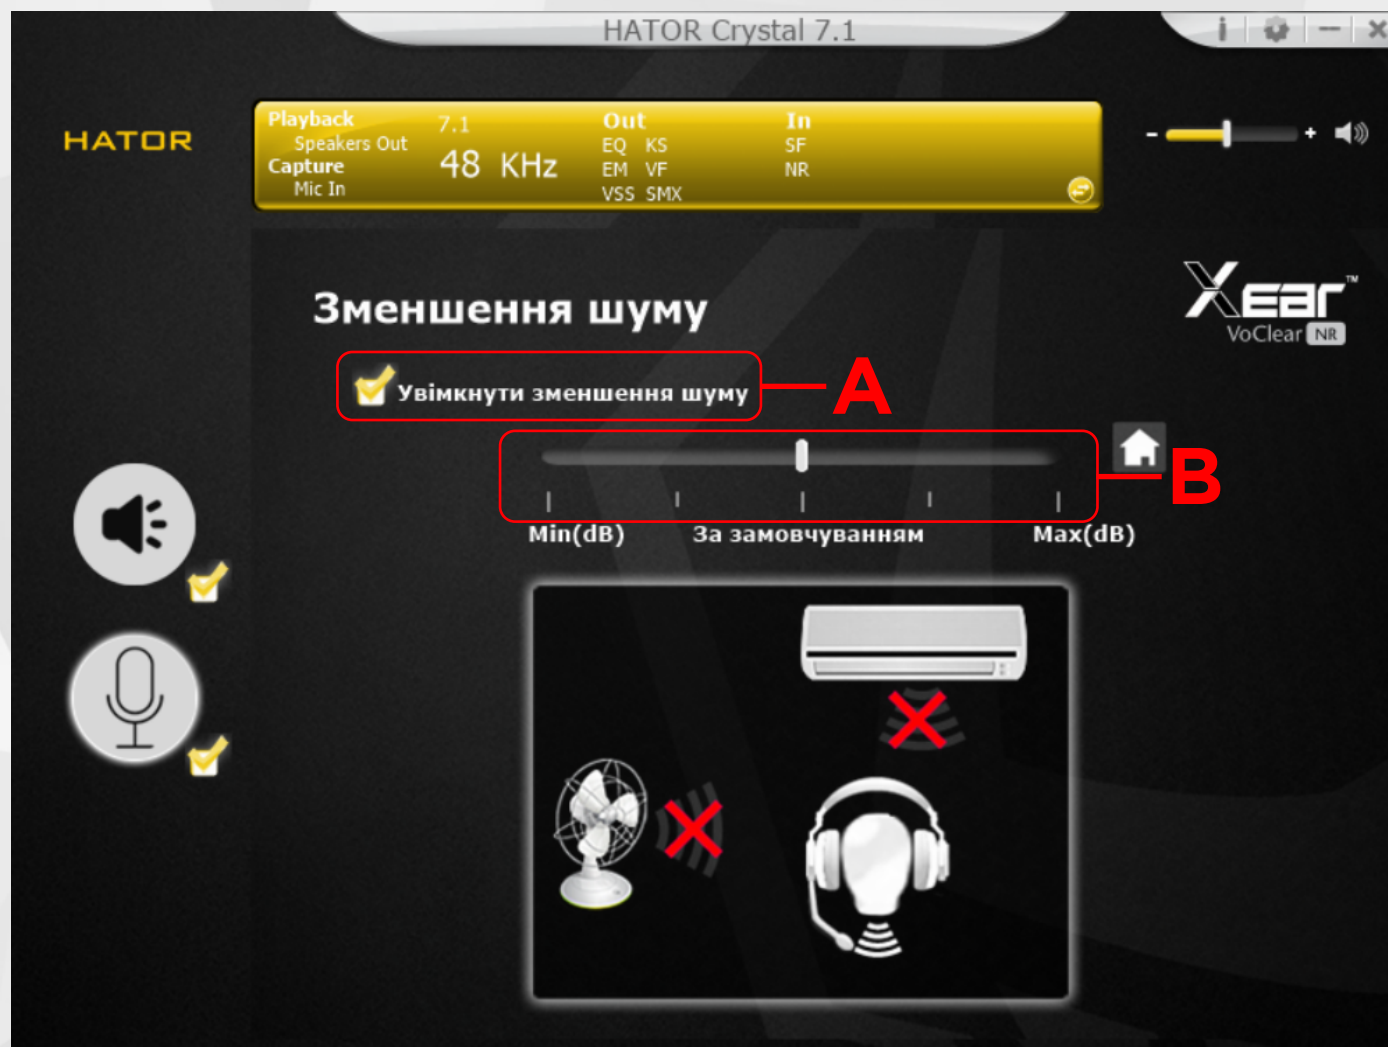 HATOR Crystal 7.1
HATOR
Playback
Speakers Out
Capture
Mic In
7.1
48 KHz
Out
EQ KS
EM VF
VSS SMX
In
SF
NR
- +
Xear™
VoClear NR
Зменшення шуму
Увімкнути зменшення шуму
A
B
Min(dB) За замовчуванням Max(dB)